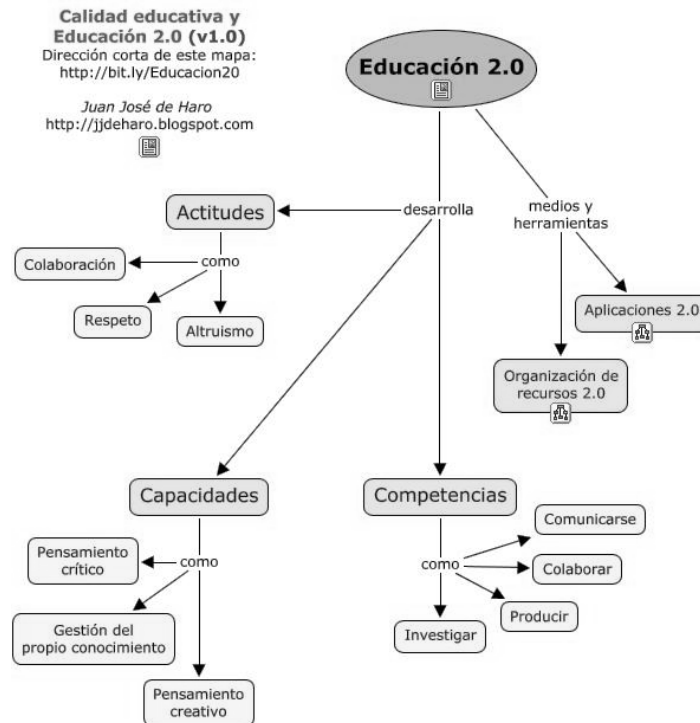 Calidad educativa y
Educación 2.0 (v1.0)
Dirección corta de este mapa:
http://bit.ly/Educacion20
Juan José de Haro
http://jjdeharo.blogspot.com
Educación 2.0
desarrolla
medios y
herramientas
Actitudes
como
Colaboración
Respeto
Altruismo
Aplicaciones 2.0
Organización de
recursos 2.0
Capacidades
como
Pensamiento
crítico
Gestión del
propio conocimiento
Pensamiento
creativo
Competencias
como
Comunicarse
Colaborar
Producir
Investigar